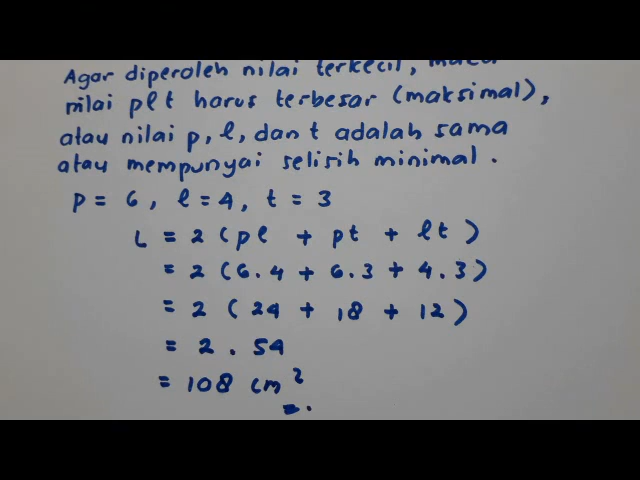 Agar diperoleh nilai terkecil, maka
nilai plt harus terbesar (maksimal),
atau nilai p, l, dan t adalah sama
atau mempunyai selisih minimal.
P = 6, l = 4, t = 3
L = 2 (pl + pt + lt)
= 2 (6.4 + 6.3 + 4.3)
= 2 (24 + 18 + 12)
= 2 . 54
= 108 cm²